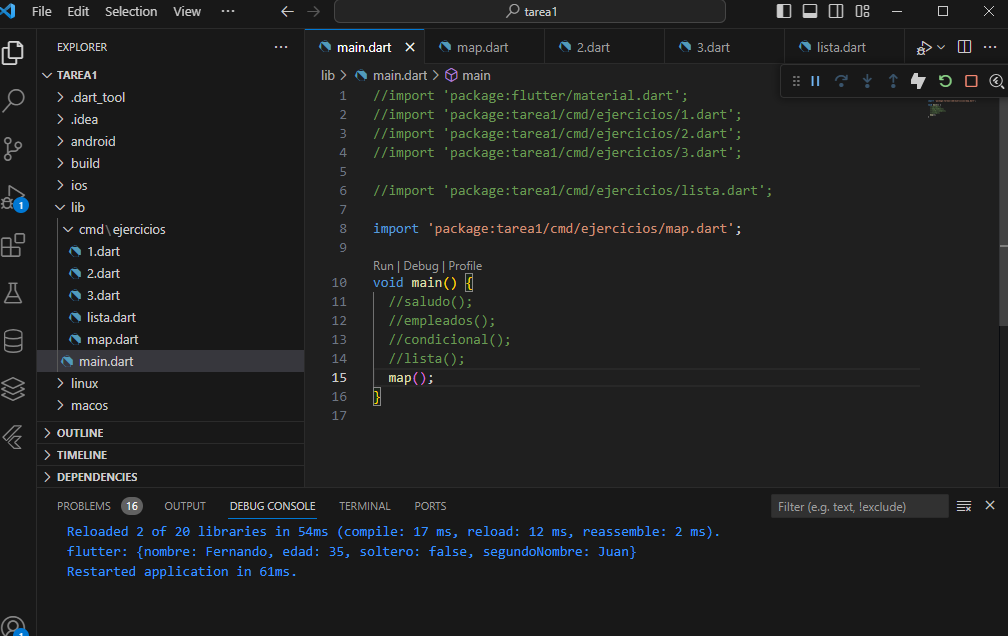 File Edit Selection View ··· tarea1
EXPLORER ···
TAREA1
.dart_tool
.idea
android
build
ios
lib
cmd\ejercicios
1.dart
2.dart
3.dart
lista.dart
map.dart
main.dart
linux
macos
OUTLINE
TIMELINE
DEPENDENCIES
1
1
main.dart map.dart 2.dart 3.dart lista.dart ···
lib > main.dart > main
1 //import 'package:flutter/material.dart';
2 //import 'package:tarea1/cmd/ejercicios/1.dart';
3 //import 'package:tarea1/cmd/ejercicios/2.dart';
4 //import 'package:tarea1/cmd/ejercicios/3.dart';
5
6 //import 'package:tarea1/cmd/ejercicios/lista.dart';
7
8 import 'package:tarea1/cmd/ejercicios/map.dart';
9
Run | Debug | Profile
10 void main() {
11 //saludo();
12 //empleados();
13 //condicional();
14 //lista();
15 map();
16 }
17
PROBLEMS 16 OUTPUT DEBUG CONSOLE TERMINAL PORTS Filter (e.g. text, !exclude)
Reloaded 2 of 20 libraries in 54ms (compile: 17 ms, reload: 12 ms, reassemble: 2 ms).
flutter: {nombre: Fernando, edad: 35, soltero: false, segundoNombre: Juan}
Restarted application in 61ms.